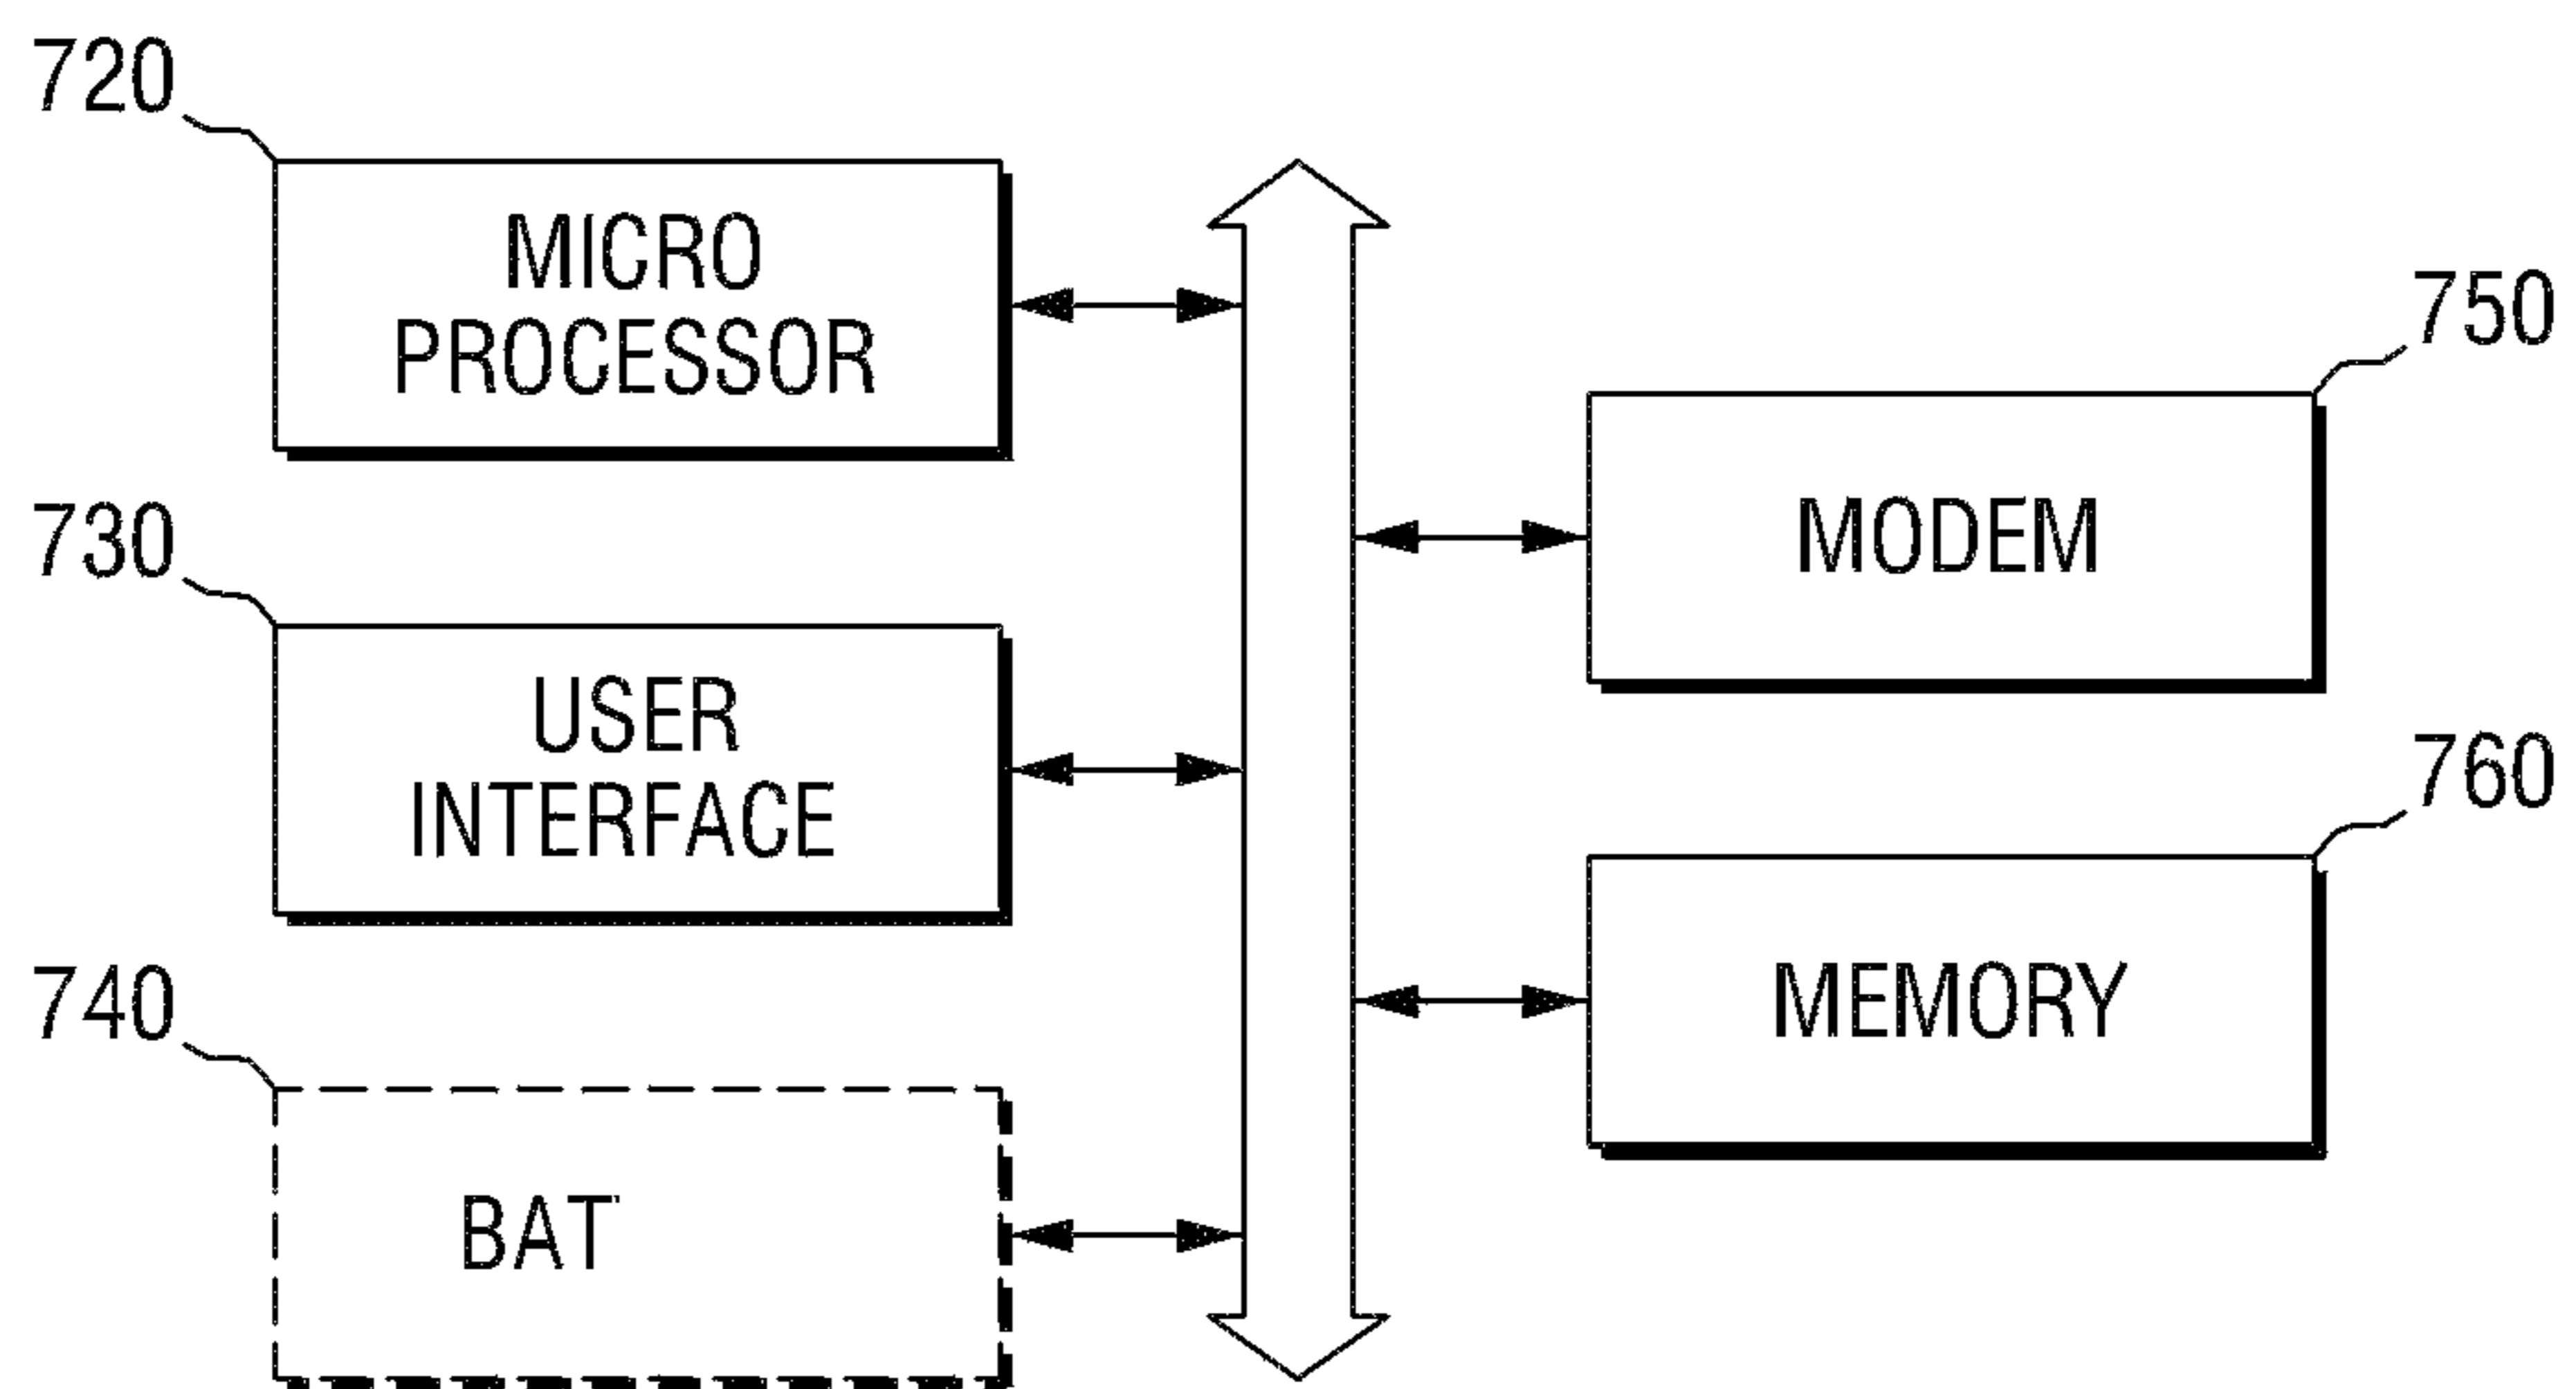 720
MICRO
PROCESSOR
750
MODEM
730
USER
INTERFACE
760
MEMORY
740
BAT